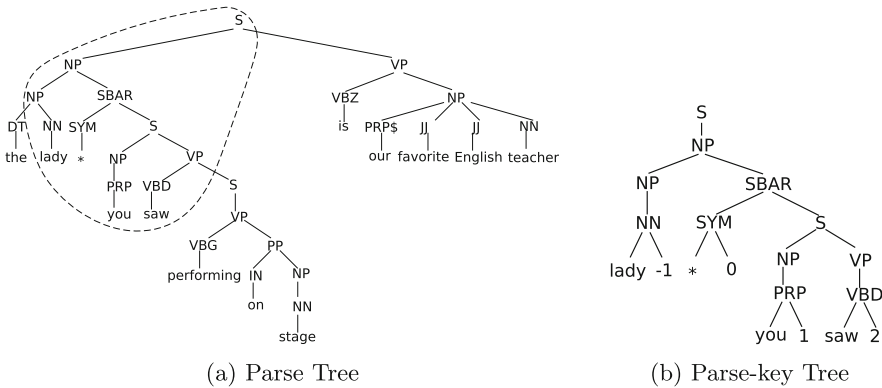 S
NP VP
NP SBAR VBZ NP
DT NN SYM S is PRP$ JJ JJ NN
the lady * NP VP our favorite English teacher
PRP VBD S
you saw VP
VBG PP
performing IN NP
on NN
stage
(a) Parse Tree
S
NP
NP SBAR
NN SYM S
lady -1 * 0 NP VP
PRP VBD
you 1 saw 2
(b) Parse-key Tree